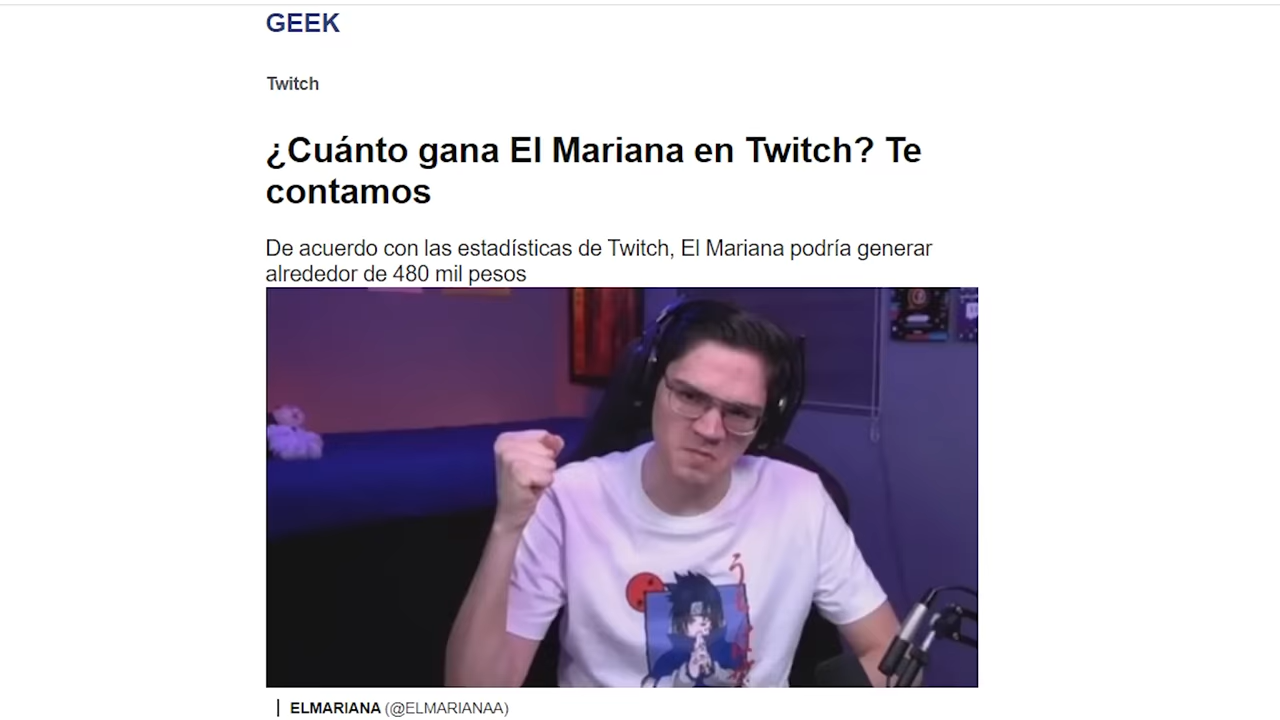 GEEK
Twitch
¿Cuánto gana El Mariana en Twitch? Te
contamos
De acuerdo con las estadísticas de Twitch, El Mariana podría generar
alrededor de 480 mil pesos
ELMARIANA (@ELMARIANAA)